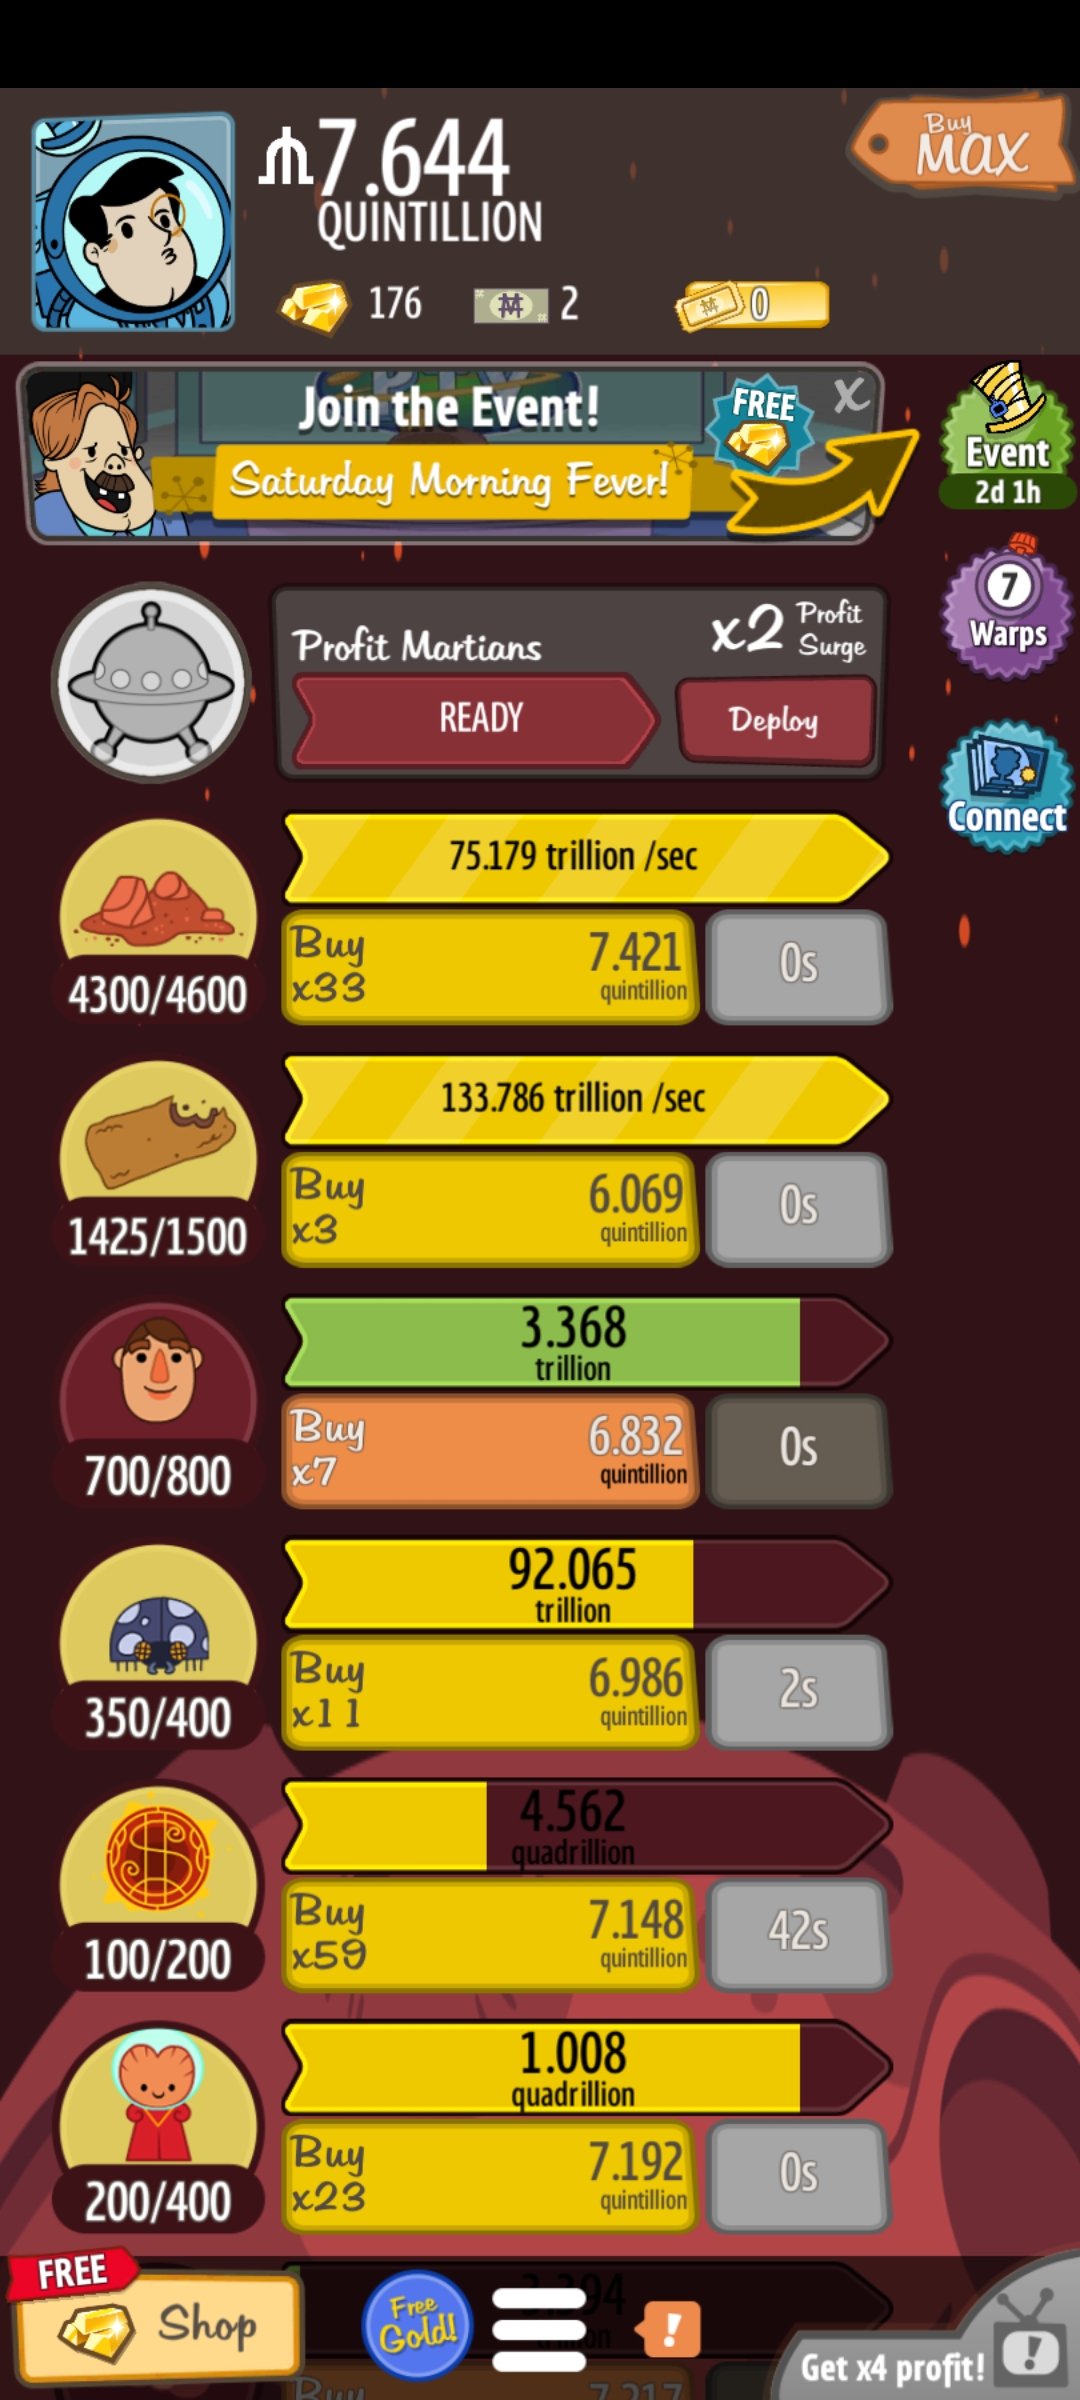 7.644
QUINTILLION
Buy
MAX
176
2
0
Join the Event!
FREE
X
Saturday Morning Fever!
Event
2d 1h
7
Warps
Connect
Profit Martians
x2 Profit Surge
READY
Deploy
75.179 trillion /sec
Buy
x33
7.421
quintillion
0s
4300/4600
133.786 trillion /sec
Buy
x3
6.069
quintillion
0s
1425/1500
3.368
trillion
Buy
x7
6.832
quintillion
0s
700/800
92.065
trillion
Buy
x11
6.986
quintillion
2s
350/400
4.562
quadrillion
Buy
x59
7.148
quintillion
42s
100/200
1.008
quadrillion
Buy
x23
7.192
quintillion
0s
200/400
FREE
Shop
Free
Gold!
!
Get x4 profit!
!
Buy
7.217